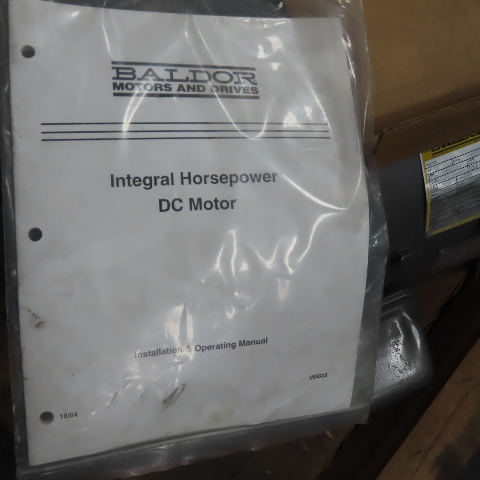 BALDOR
MOTORS AND DRIVES
Integral Horsepower
DC Motor
Installation & Operating Manual
10/04